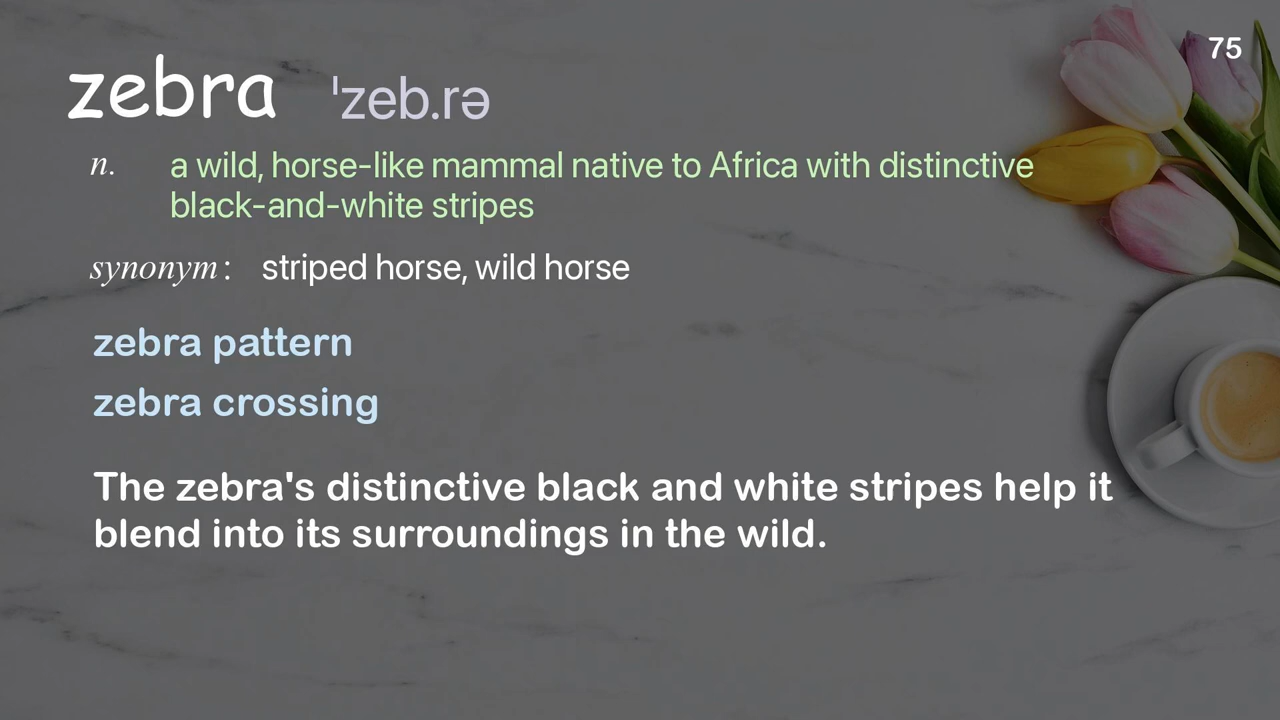 75
zebra ˈzeb.rə
n. a wild, horse-like mammal native to Africa with distinctive
black-and-white stripes
synonym: striped horse, wild horse
zebra pattern
zebra crossing
The zebra's distinctive black and white stripes help it
blend into its surroundings in the wild.